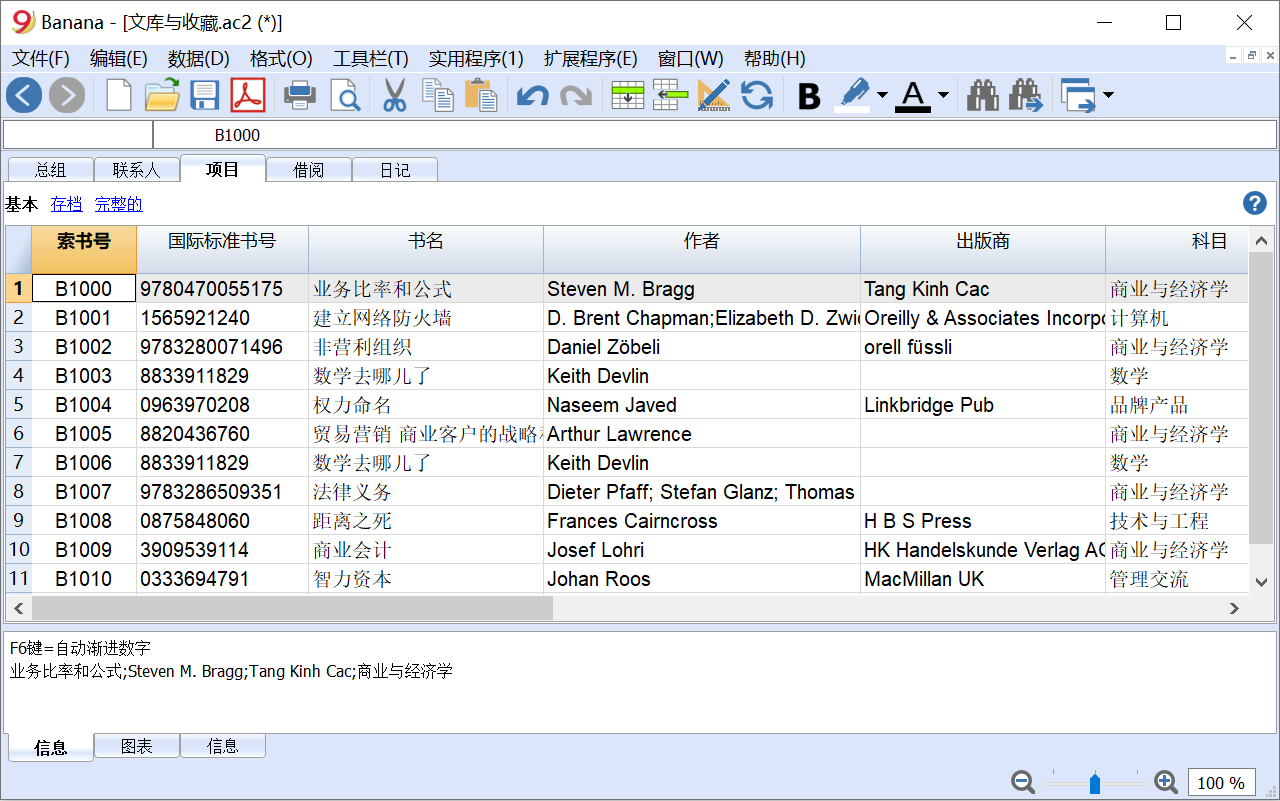 Banana - [文库与收藏.ac2 (*)]
文件(F) 编辑(E) 数据(D) 格式(O) 工具栏(T) 实用程序(1) 扩展程序(E) 窗口(W) 帮助(H)
B1000
总组 联系人 项目 借阅 日记
基本 存档 完整的
索书号 国际标准书号 书名 作者 出版商 科目
1 B1000 9780470055175 业务比率和公式 Steven M. Bragg Tang Kinh Cac 商业与经济学
2 B1001 1565921240 建立网络防火墙 D. Brent Chapman;Elizabeth D. Zwic Oreilly & Associates Incorpo 计算机
3 B1002 9783280071496 非营利组织 Daniel Zöbeli orell füssli 商业与经济学
4 B1003 8833911829 数学去哪儿了 Keith Devlin 数学
5 B1004 0963970208 权力命名 Naseem Javed Linkbridge Pub 品牌产品
6 B1005 8820436760 贸易营销 商业客户的战略 Arthur Lawrence 商业与经济学
7 B1006 8833911829 数学去哪儿了 Keith Devlin 数学
8 B1007 9783286509351 法律义务 Dieter Pfaff; Stefan Glanz; Thomas 商业与经济学
9 B1008 0875848060 距离之死 Frances Cairncross H B S Press 技术与工程
10 B1009 3909539114 商业会计 Josef Lohri HK Handelskunde Verlag AG 商业与经济学
11 B1010 0333694791 智力资本 Johan Roos MacMillan UK 管理交流
F6键=自动渐进数字
业务比率和公式;Steven M. Bragg;Tang Kinh Cac;商业与经济学
信息 图表 信息
100 %